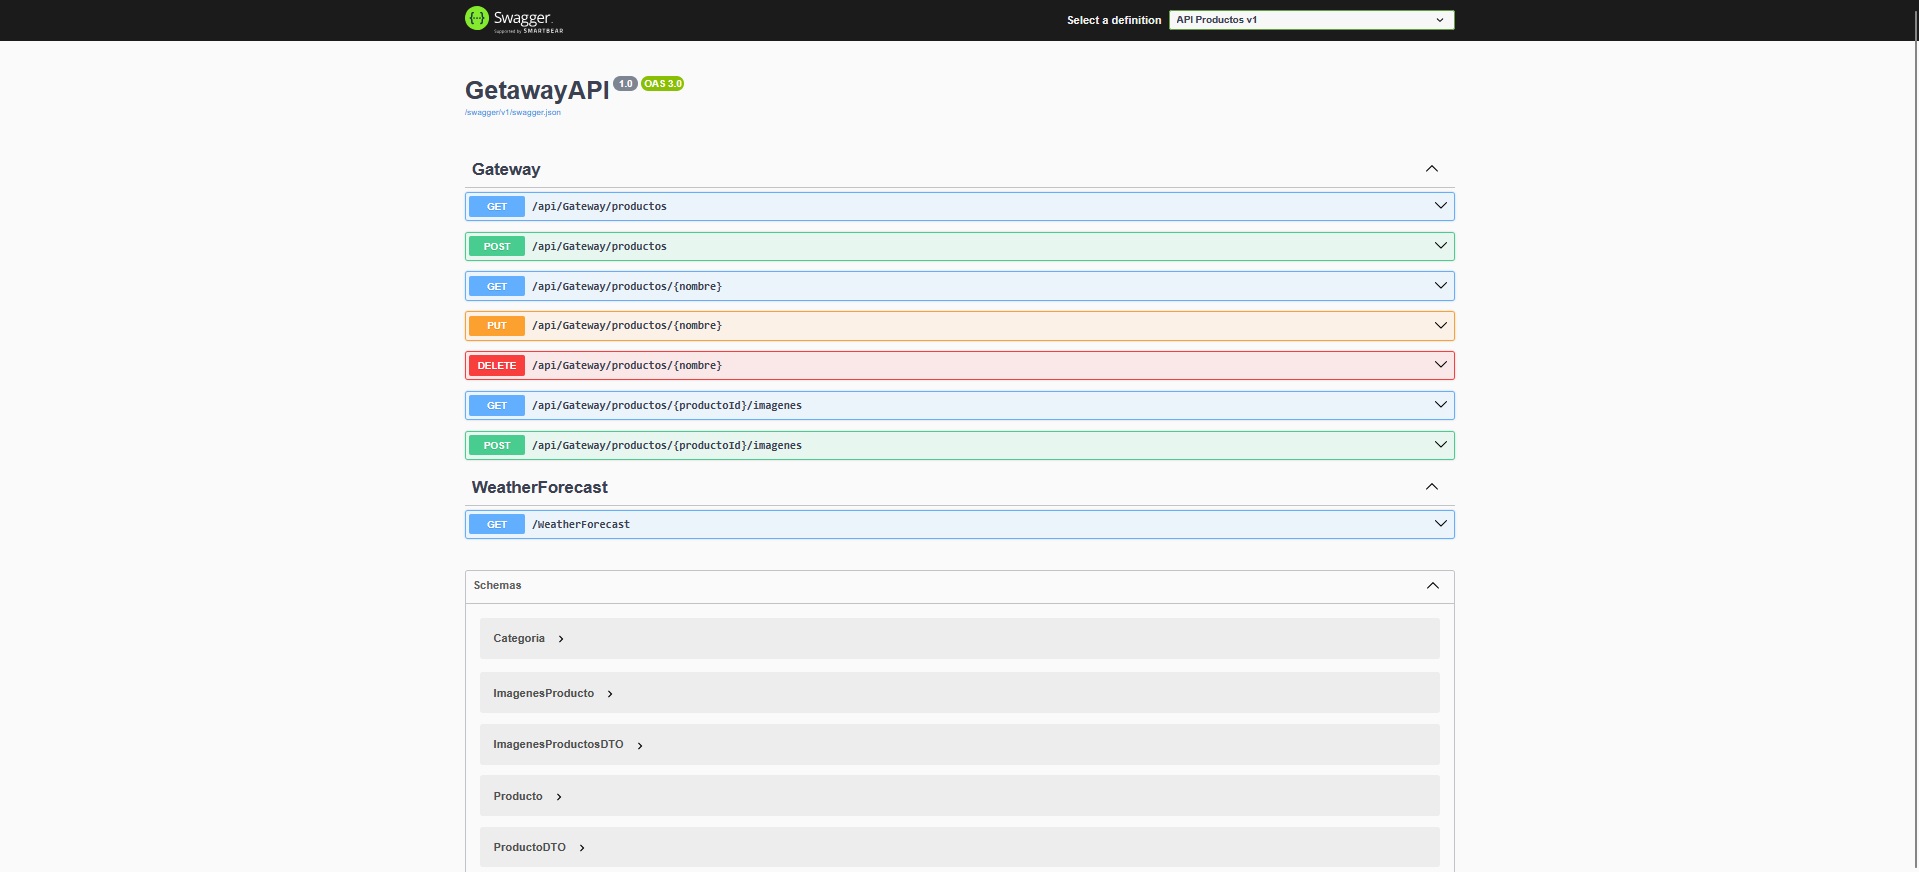 Swagger.
Supported by SMARTBEAR
Select a definition
API Productos v1
GetawayAPI 1.0 OAS 3.0
/swagger/v1/swagger.json
Gateway
GET /api/Gateway/productos
POST /api/Gateway/productos
GET /api/Gateway/productos/{nombre}
PUT /api/Gateway/productos/{nombre}
DELETE /api/Gateway/productos/{nombre}
GET /api/Gateway/productos/{productoId}/imagenes
POST /api/Gateway/productos/{productoId}/imagenes
WeatherForecast
GET /WeatherForecast
Schemas
Categoria
ImagenesProducto
ImagenesProductosDTO
Producto
ProductoDTO